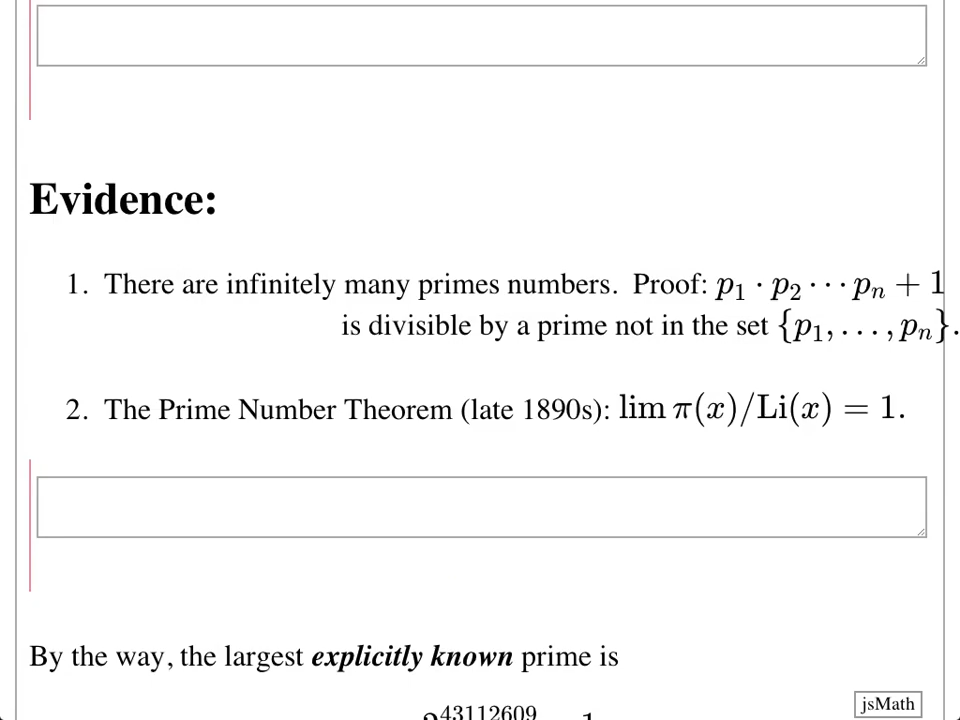 Evidence:
1. There are infinitely many primes numbers. Proof: p₁ · p₂ ··· pₙ + 1
is divisible by a prime not in the set {p₁, . . . , pₙ}.
2. The Prime Number Theorem (late 1890s): lim π(x)/Li(x) = 1.
By the way, the largest explicitly known prime is
2⁴³¹¹²⁶⁰⁹ − 1
jsMath